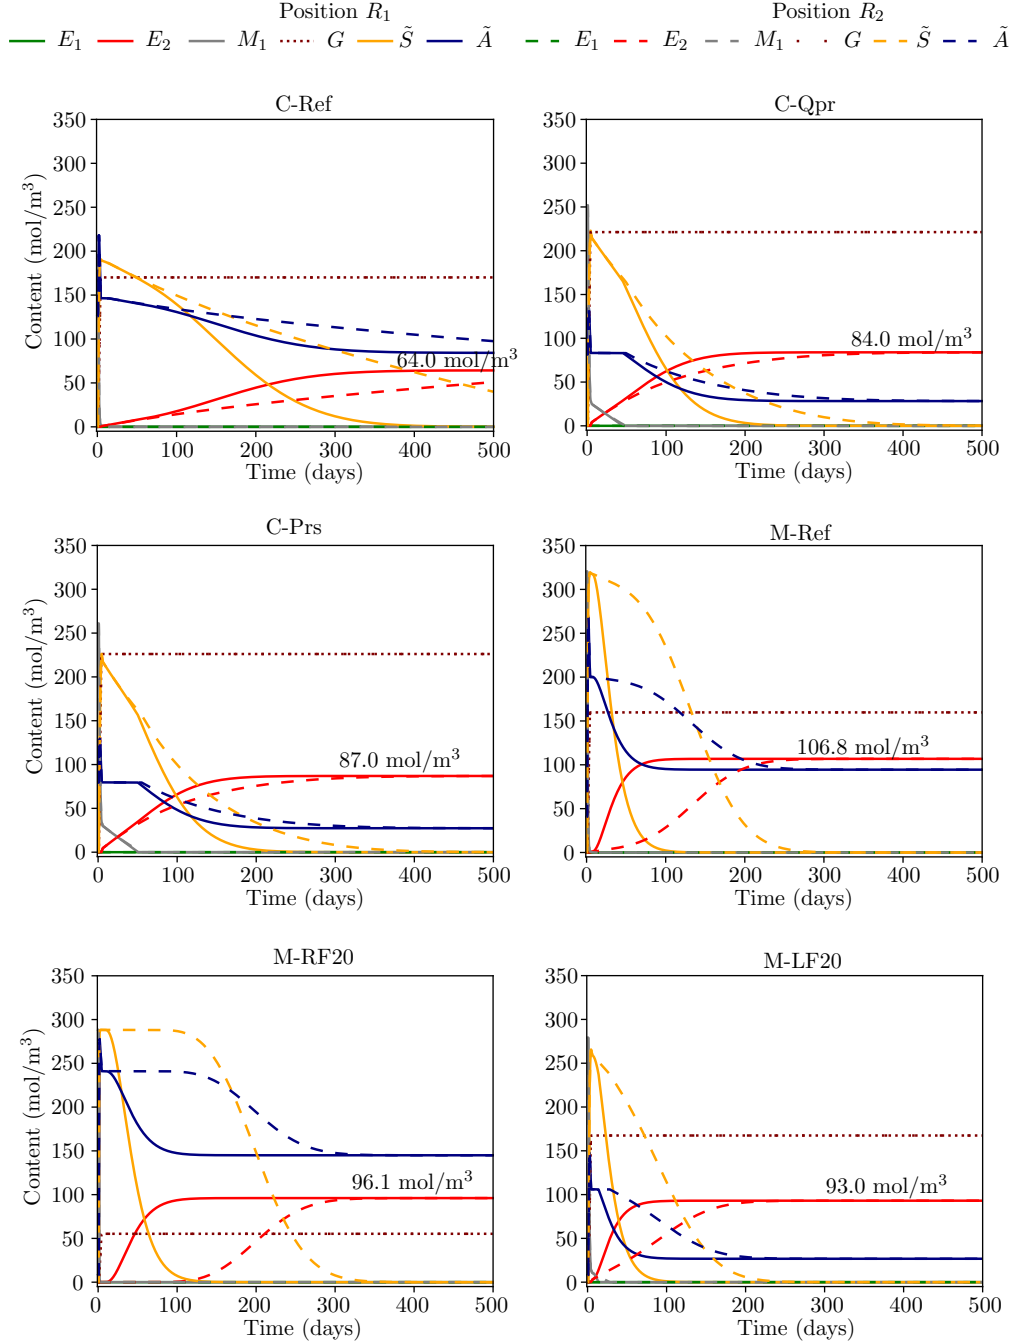 Position R₁ Position R₂
E₁ E₂ M₁ G S̃ Ã E₁ E₂ M₁ G S̃ Ã
C-Ref
350
300
250
200
150
100
50
0
Content (mol/m³)
64.0 mol/m³
0 100 200 300 400 500
Time (days)
C-Qpr
350
300
250
200
150
100
50
0
84.0 mol/m³
0 100 200 300 400 500
Time (days)
C-Prs
350
300
250
200
150
100
50
0
Content (mol/m³)
87.0 mol/m³
0 100 200 300 400 500
Time (days)
M-Ref
350
300
250
200
150
100
50
0
106.8 mol/m³
0 100 200 300 400 500
Time (days)
M-RF20
350
300
250
200
150
100
50
0
Content (mol/m³)
96.1 mol/m³
0 100 200 300 400 500
Time (days)
M-LF20
350
300
250
200
150
100
50
0
93.0 mol/m³
0 100 200 300 400 500
Time (days)